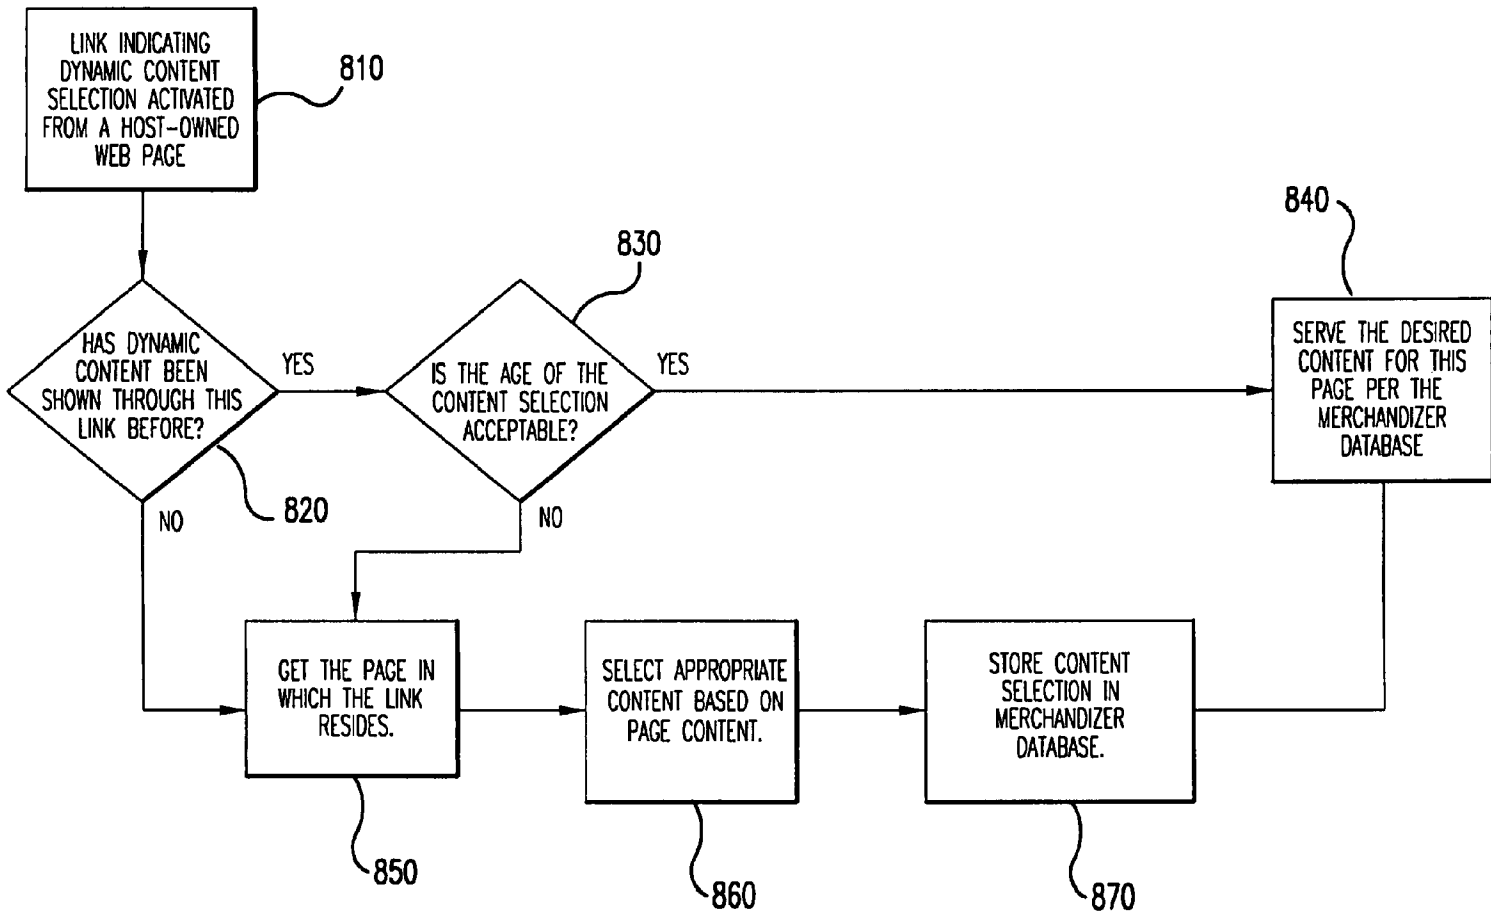 LINK INDICATING
DYNAMIC CONTENT
SELECTION ACTIVATED
FROM A HOST-OWNED
WEB PAGE
810
HAS DYNAMIC
CONTENT BEEN
SHOWN THROUGH THIS
LINK BEFORE?
YES
NO
820
830
IS THE AGE OF THE
CONTENT SELECTION
ACCEPTABLE?
YES
NO
840
SERVE THE DESIRED
CONTENT FOR THIS
PAGE PER THE
MERCHANDIZER
DATABASE
GET THE PAGE IN
WHICH THE LINK
RESIDES.
850
SELECT APPROPRIATE
CONTENT BASED ON
PAGE CONTENT.
860
STORE CONTENT
SELECTION IN
MERCHANDIZER
DATABASE.
870